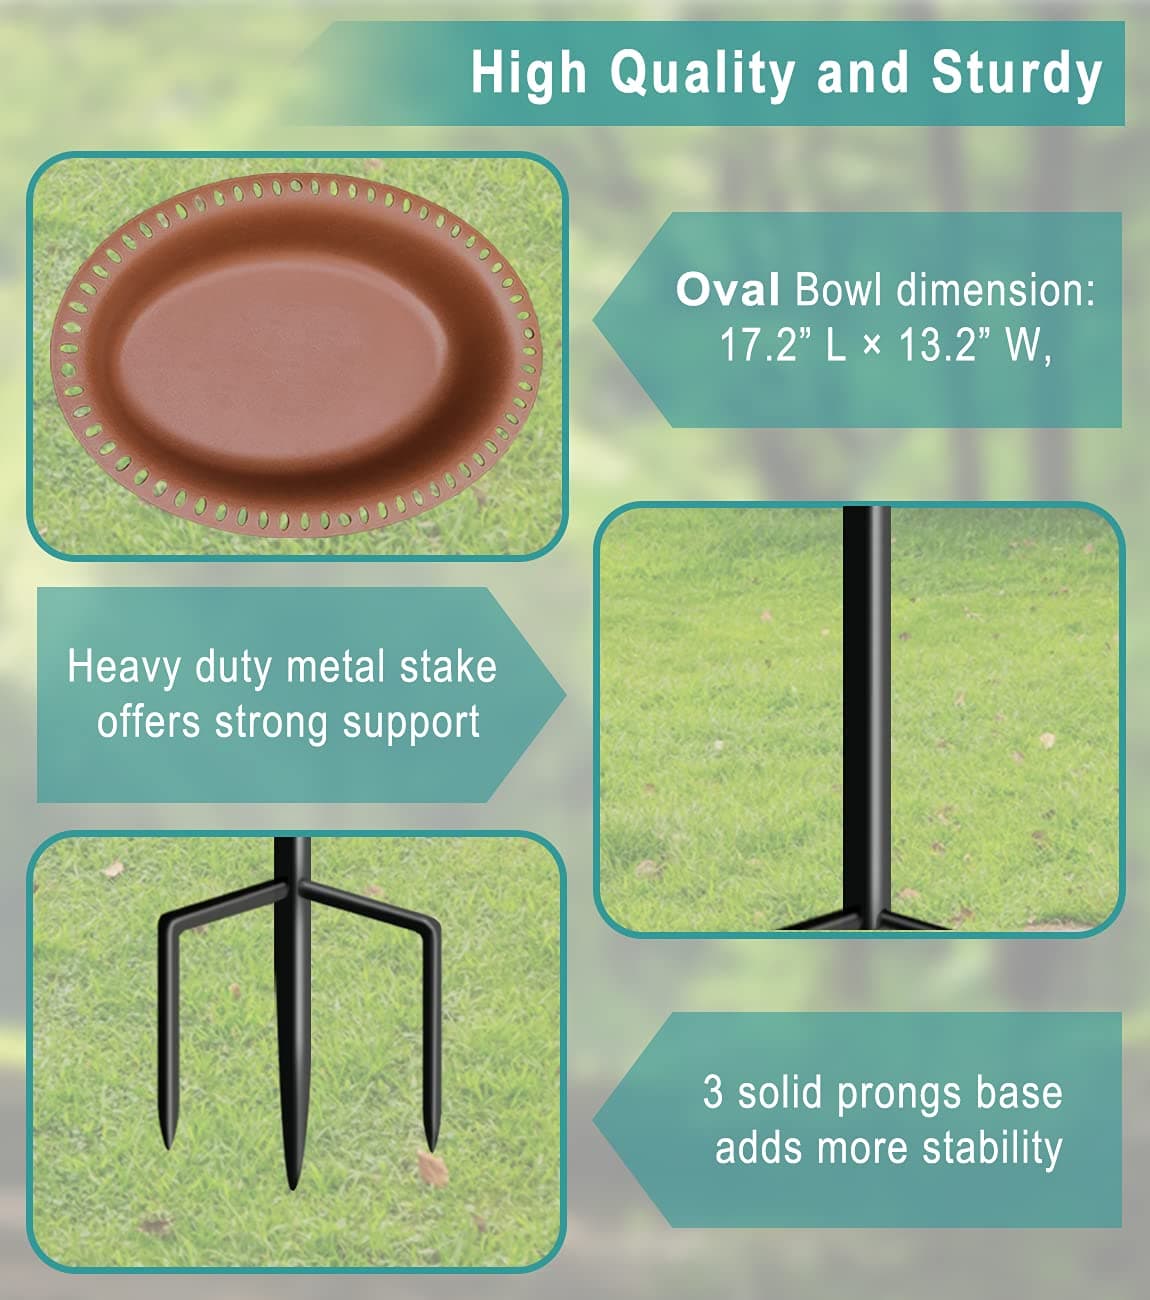 High Quality and Sturdy
Oval Bowl dimension:
17.2” L × 13.2” W,
Heavy duty metal stake
offers strong support
3 solid prongs base
adds more stability